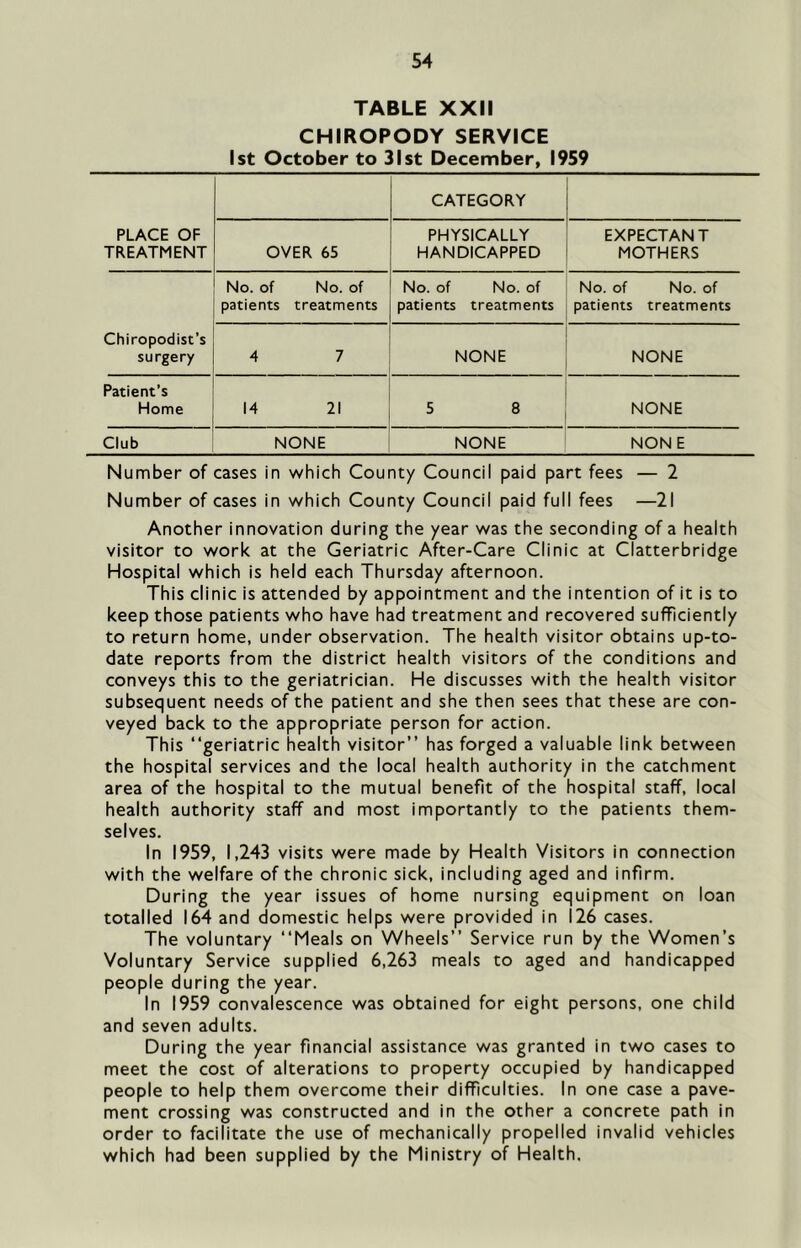 54
TABLE XXII
CHIROPODY SERVICE
1st October to 31st December, 1959
CATEGORY
PLACE OF TREATMENT OVER 65 PHYSICALLY HANDICAPPED EXPECTANT MOTHERS
No. of patients No. of treatments No. of patients No. of treatments No. of patients No. of treatments
Chiropodist's surgery 4 7 NONE NONE
Patient's Home 14 21 5 8 NONE
Club NONE NONE NONE
Number of cases in which County Council paid part fees — 2
Number of cases in which County Council paid full fees —21
Another innovation during the year was the seconding of a health
visitor to work at the Geriatric After-Care Clinic at Clatterbridge
Hospital which is held each Thursday afternoon.
This clinic is attended by appointment and the intention of it is to
keep those patients who have had treatment and recovered sufficiently
to return home, under observation. The health visitor obtains up-to-
date reports from the district health visitors of the conditions and
conveys this to the geriatrician. He discusses with the health visitor
subsequent needs of the patient and she then sees that these are con-
veyed back to the appropriate person for action.
This "geriatric health visitor" has forged a valuable link between
the hospital services and the local health authority in the catchment
area of the hospital to the mutual benefit of the hospital staff, local
health authority staff and most importantly to the patients them-
selves.
In 1959, 1,243 visits were made by Health Visitors in connection
with the welfare of the chronic sick, including aged and infirm.
During the year issues of home nursing equipment on loan
totalled 164 and domestic helps were provided in 126 cases.
The voluntary "Meals on Wheels" Service run by the Women's
Voluntary Service supplied 6,263 meals to aged and handicapped
people during the year.
In 1959 convalescence was obtained for eight persons, one child
and seven adults.
During the year financial assistance was granted in two cases to
meet the cost of alterations to property occupied by handicapped
people to help them overcome their difficulties. In one case a pave-
ment crossing was constructed and in the other a concrete path in
order to facilitate the use of mechanically propelled invalid vehicles
which had been supplied by the Ministry of Health.